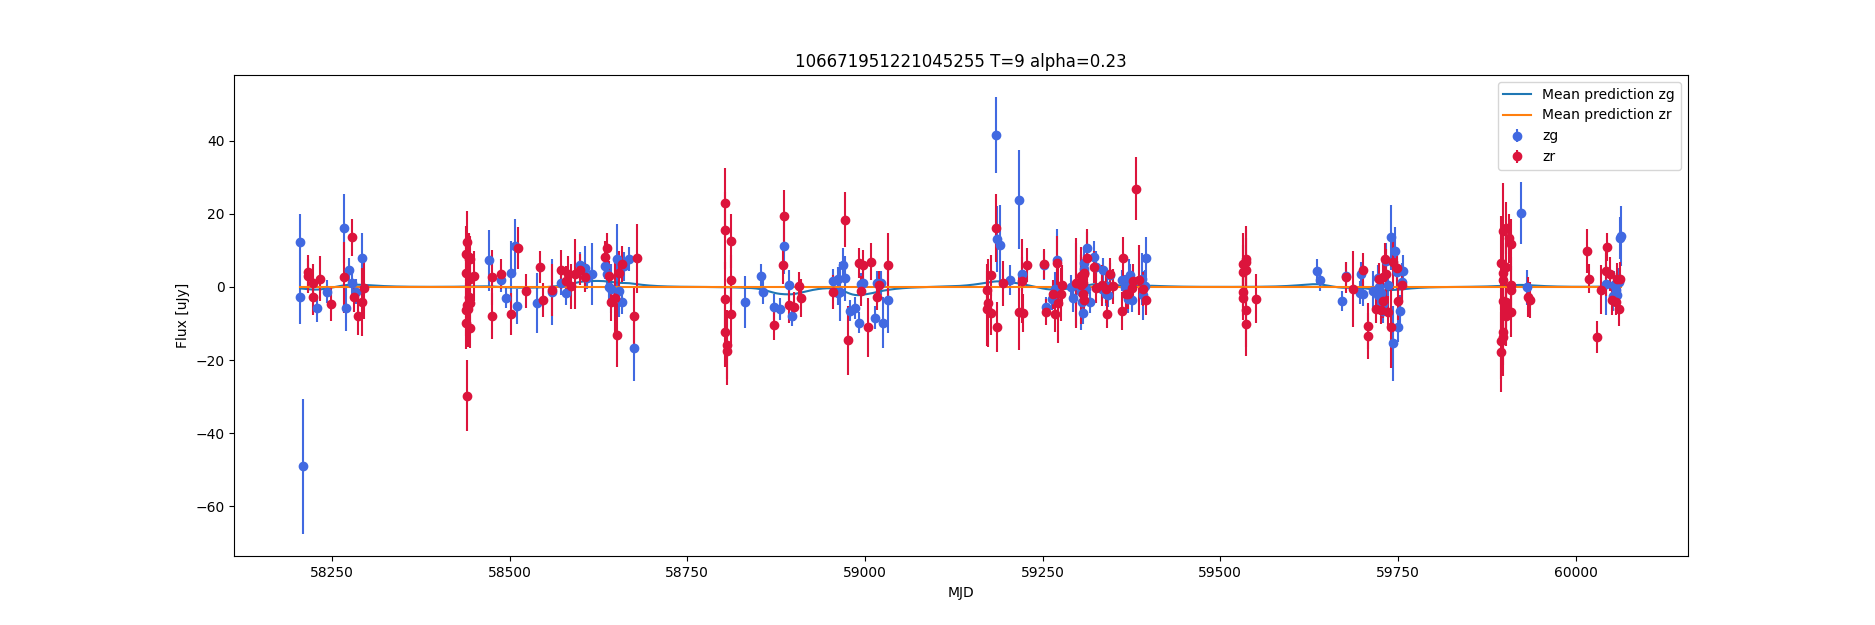 106671951221045255 T=9 alpha=0.23
Mean prediction zg
Mean prediction zr
zg
zr
Flux [uJy]
40
20
0
−20
−40
−60
58250
58500
58750
59000
59250
59500
59750
60000
MJD